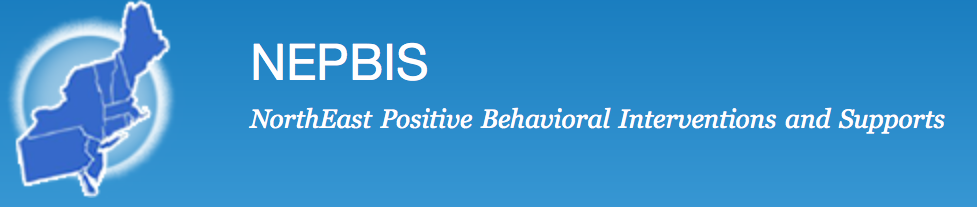 NEPBIS
NorthEast Positive Behavioral Interventions and Supports